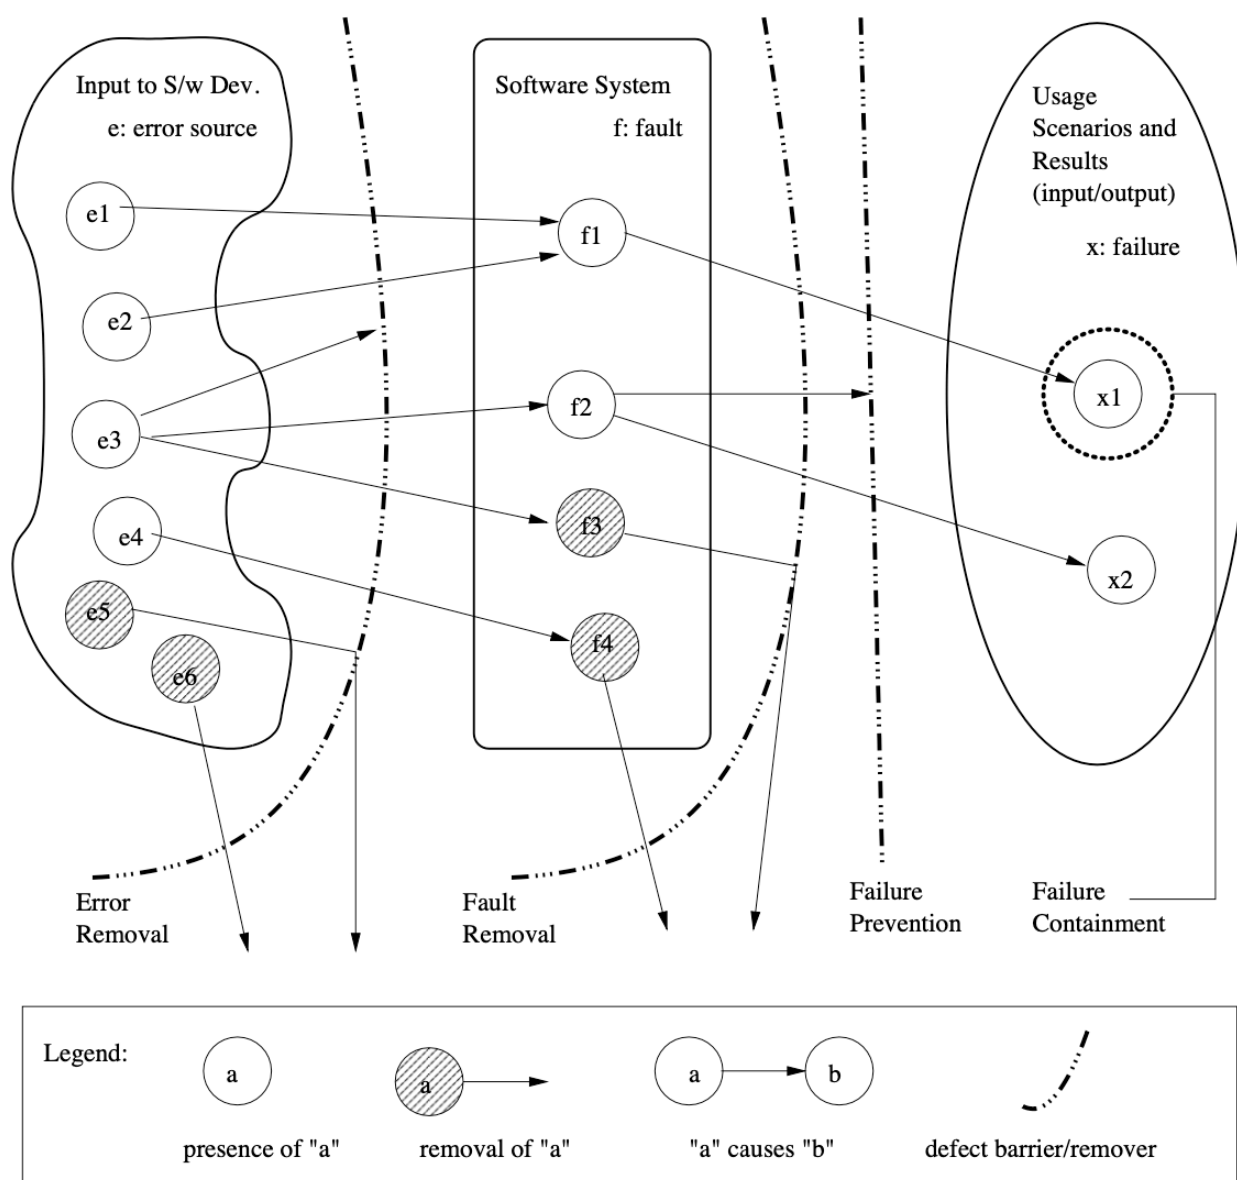 Input to S/w Dev.
e: error source
e1
e2
e3
e4
e5
e6
Software System
f: fault
f1
f2
f3
f4
Usage
Scenarios and
Results
(input/output)
x: failure
x1
x2
Error
Removal
Fault
Removal
Failure
Prevention
Failure
Containment
Legend:
a
presence of "a"
a
removal of "a"
a
b
"a" causes "b"
defect barrier/remover